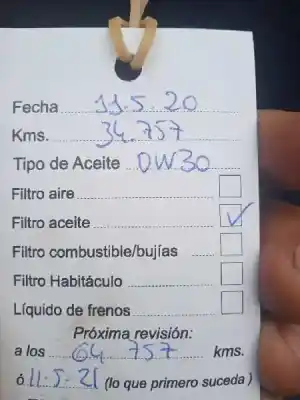 Fecha 11.5.20
Kms. 34.757
Tipo de Aceite 0W30
Filtro aire
Filtro aceite ✓
Filtro combustible/bujías
Filtro Habitáculo
Líquido de frenos
Próxima revisión:
a los 64 757 kms.
ó 11.5.21 (lo que primero suceda)